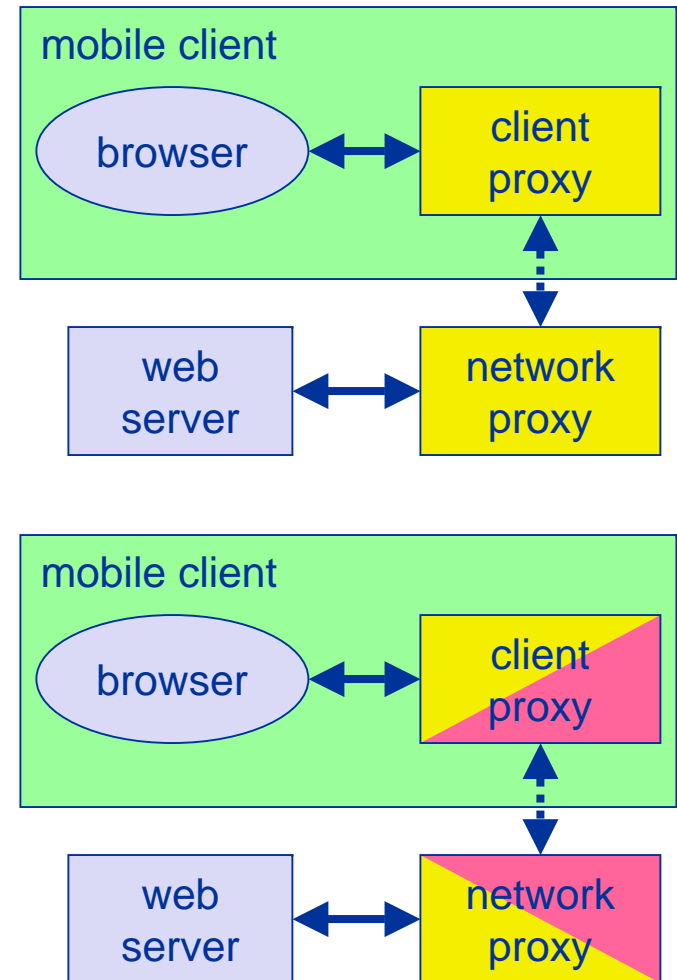 mobile client
browser
client
proxy
web
server
network
proxy
mobile client
browser
client
proxy
web
server
network
proxy